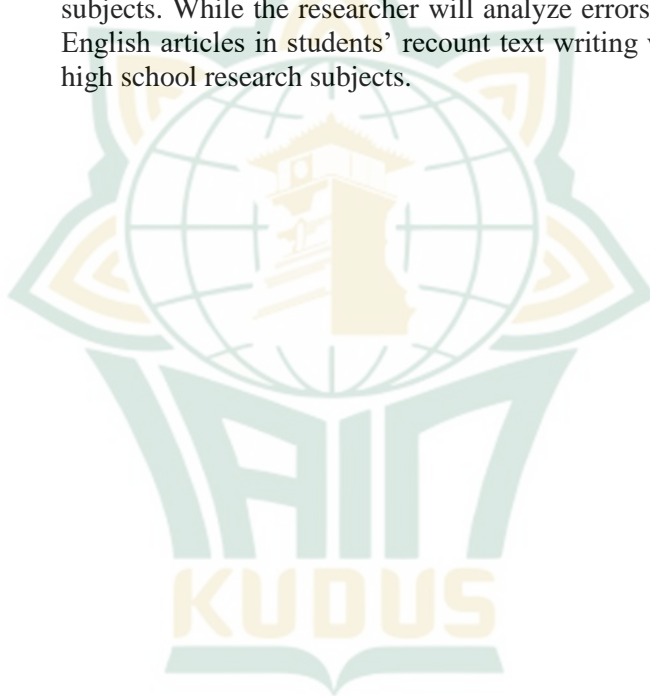 subjects. While the researcher will analyze errors
English articles in students’ recount text writing
high school research subjects.
IAIN
KUDUS